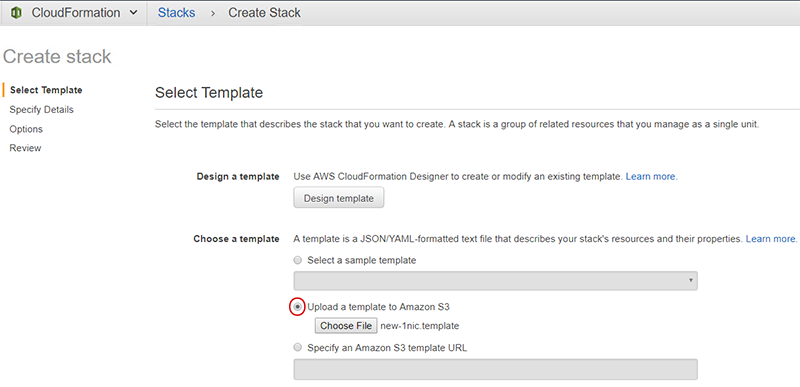 CloudFormation Stacks > Create Stack
Create stack
Select Template
Specify Details
Options
Review
Select Template
Select the template that describes the stack that you want to create. A stack is a group of related resources that you manage as a single unit.
Design a template Use AWS CloudFormation Designer to create or modify an existing template. Learn more.
Design template
Choose a template A template is a JSON/YAML-formatted text file that describes your stack's resources and their properties. Learn more.
Select a sample template
Upload a template to Amazon S3
Choose File new-1nic.template
Specify an Amazon S3 template URL